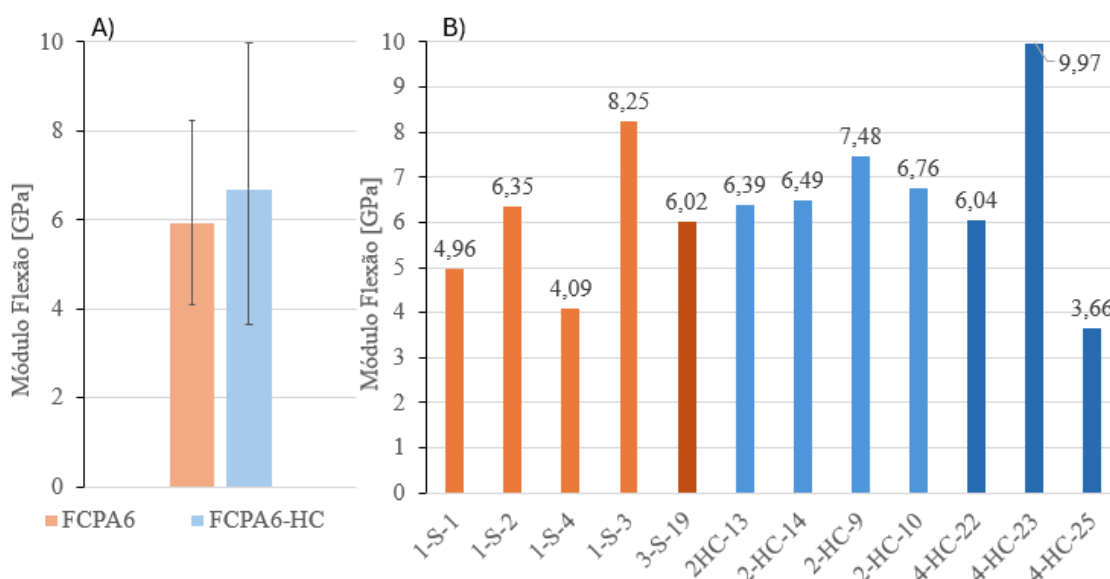 A)
Módulo Flexão [GPa]
10
8
6
4
2
0
FCPA6
FCPA6-HC
B)
Módulo Flexão [GPa]
10
9
8
7
6
5
4
3
2
1
0
4,96
6,35
4,09
8,25
6,02
6,39
6,49
7,48
6,76
6,04
9,97
3,66
1-S-1
1-S-2
1-S-4
1-S-3
3-S-19
2HC-13
2-HC-14
2-HC-9
2-HC-10
4-HC-22
4-HC-23
4-HC-25